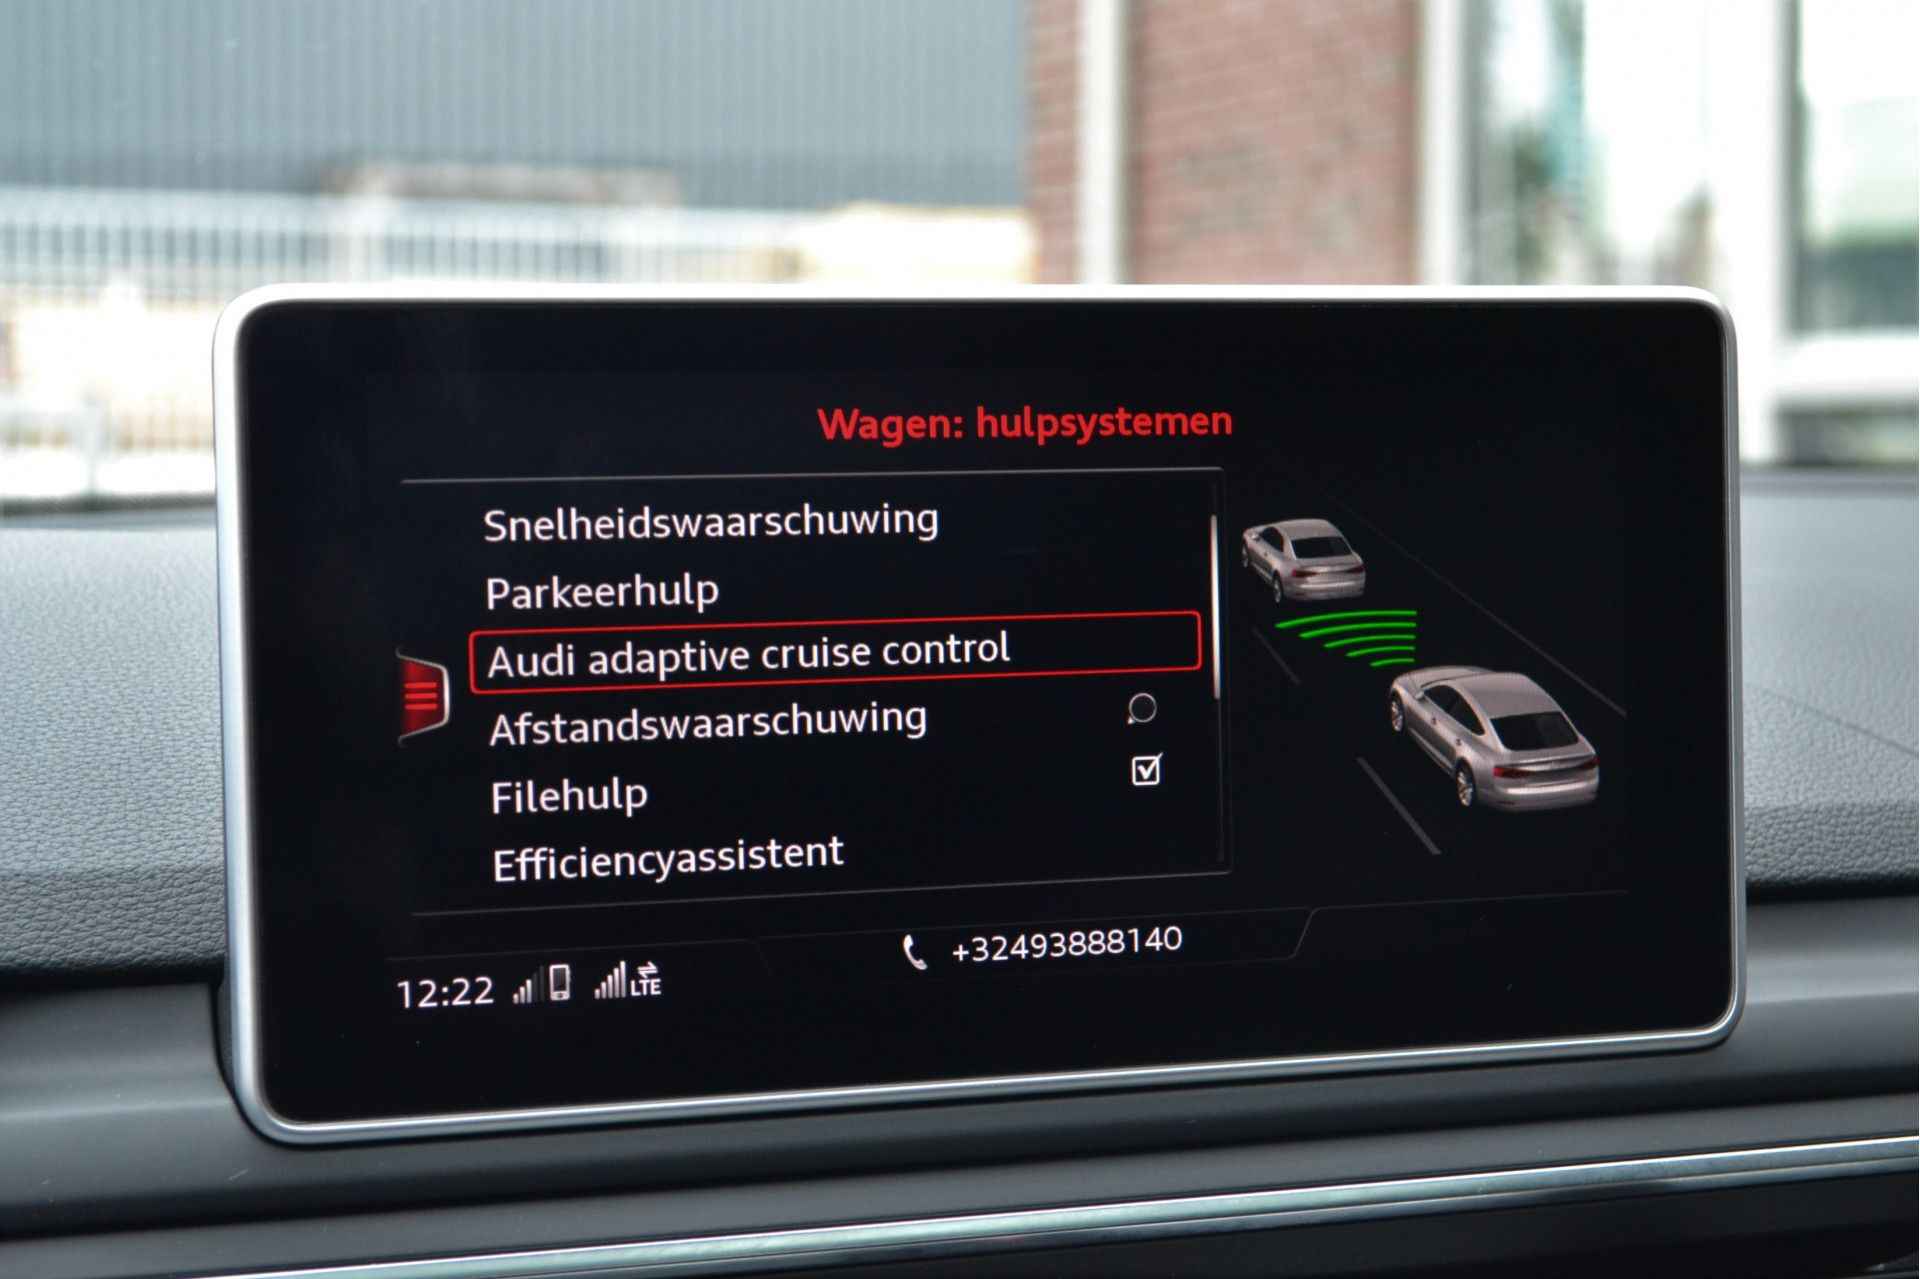 Wagen: hulpsystemen
Snelheidswaarschuwing
Parkeerhulp
Audi adaptive cruise control
Afstandswaarschuwing
Filehulp
Efficiencyassistent
+32493888140
12:22 LTE